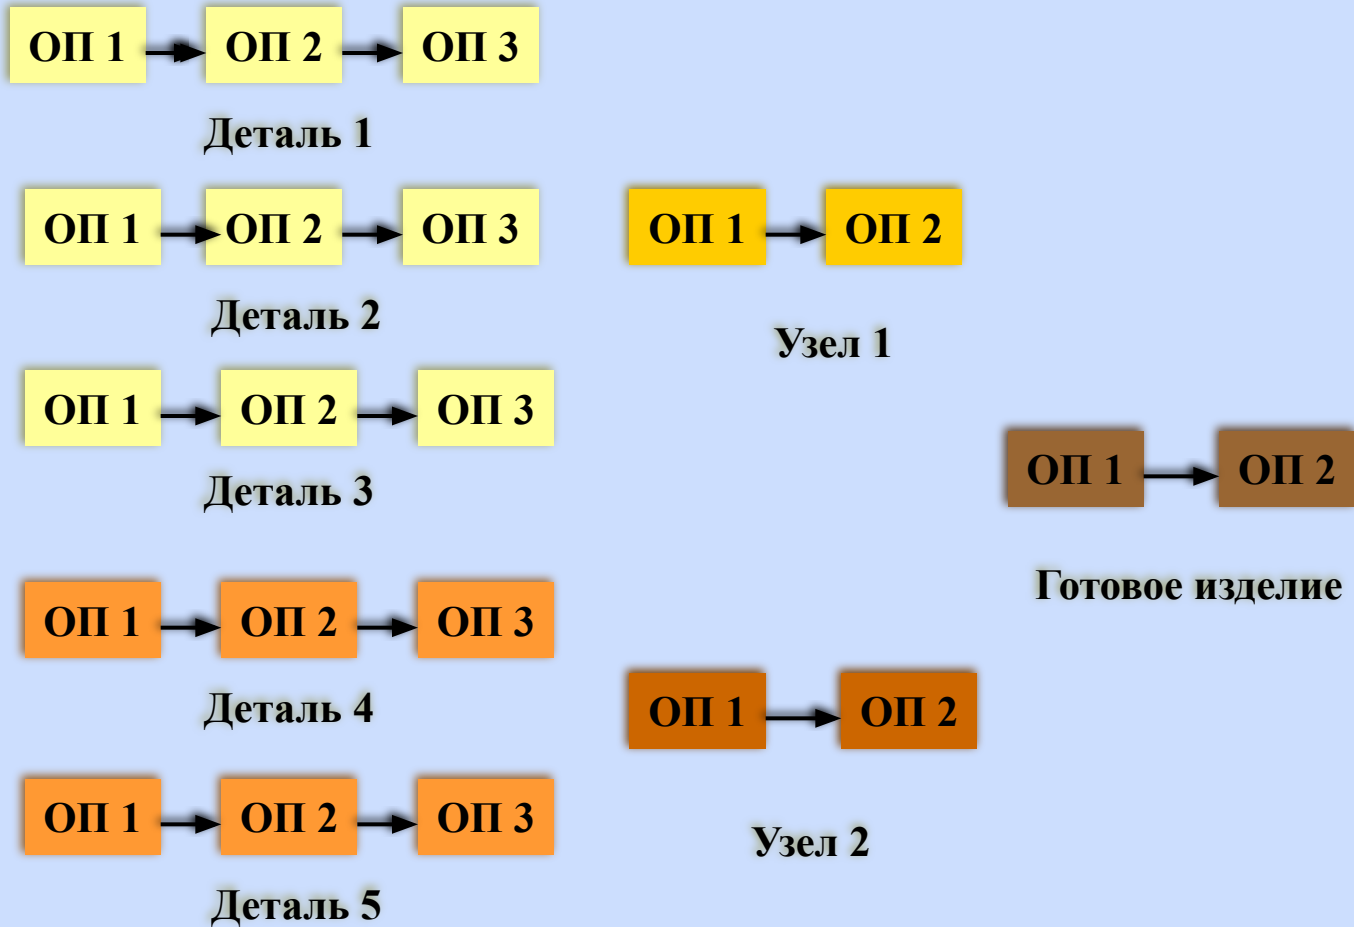 ОП 1 ОП 2 ОП 3
Деталь 1
ОП 1 ОП 2 ОП 3
Деталь 2
ОП 1 ОП 2
Узел 1
ОП 1 ОП 2 ОП 3
Деталь 3
ОП 1 ОП 2
Готовое изделие
ОП 1 ОП 2 ОП 3
Деталь 4
ОП 1 ОП 2
Узел 2
ОП 1 ОП 2 ОП 3
Деталь 5